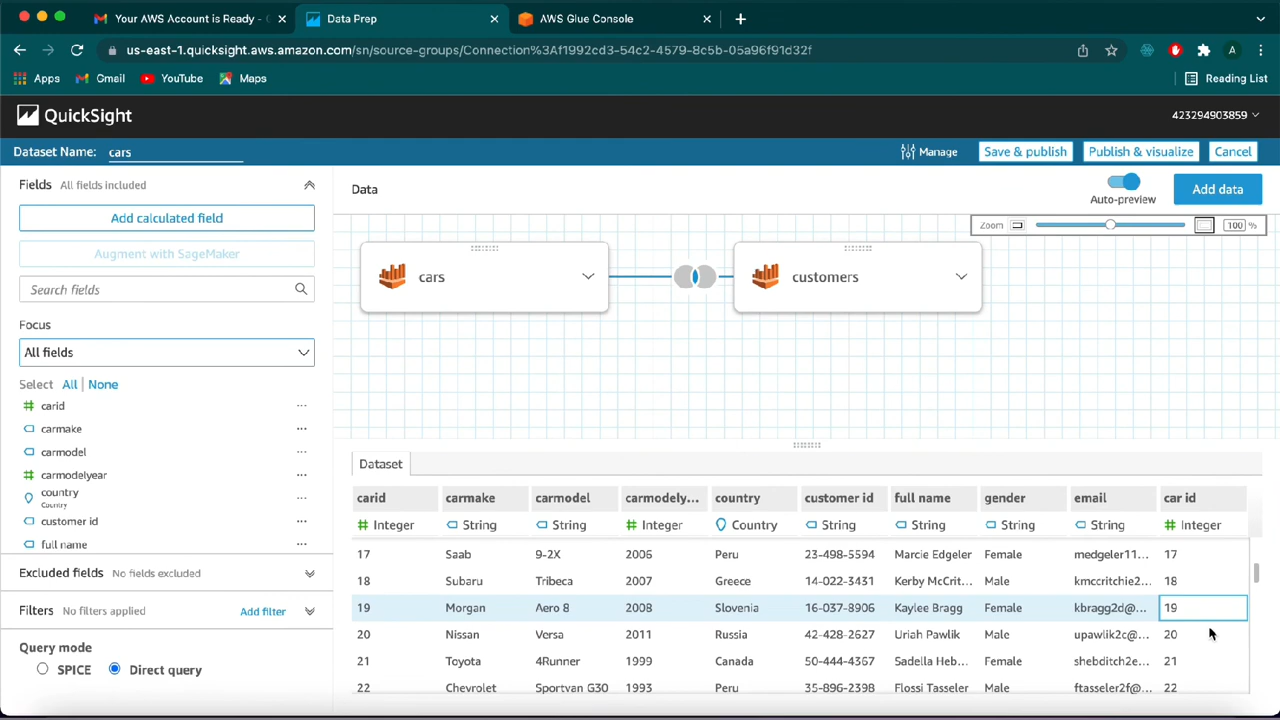 Your AWS Account is Ready -
Data Prep
AWS Glue Console
us-east-1.quicksight.aws.amazon.com/sn/source-groups/Connection%3Af1992cd3-54c2-4579-8c5b-05a96f91d32f
A
Apps
Gmail
YouTube
Maps
Reading List
QuickSight
423294903859
Dataset Name: cars
Manage
Save & publish
Publish & visualize
Cancel
Fields All fields included
Data
Auto-preview
Add data
Add calculated field
Zoom
100 %
Augment with SageMaker
cars
customers
Search fields
Focus
All fields
Select All | None
carid ...
carmake ...
carmodel ...
carmodelyear ...
country ...
Country
customer id ...
full name ...
Excluded fields No fields excluded
Filters No filters applied Add filter
Query mode
SPICE Direct query
Dataset
carid carmake carmodel carmodely... country customer id full name gender email car id
Integer String String Integer Country String String String String Integer
17 Saab 9-2X 2006 Peru 23-498-5594 Marcie Edgeler Female medgeler11... 17
18 Subaru Tribeca 2007 Greece 14-022-3431 Kerby McCrit... Male kmccritchie2... 18
19 Morgan Aero 8 2008 Slovenia 16-037-8906 Kaylee Bragg Female kbragg2d@... 19
20 Nissan Versa 2011 Russia 42-428-2627 Uriah Pawlik Male upawlik2c@... 20
21 Toyota 4Runner 1999 Canada 50-444-4367 Sadella Heb... Female shebditch2e... 21
22 Chevrolet Sportvan G30 1993 Peru 35-896-2398 Flossi Tasseler Male ftasseler2f@... 22